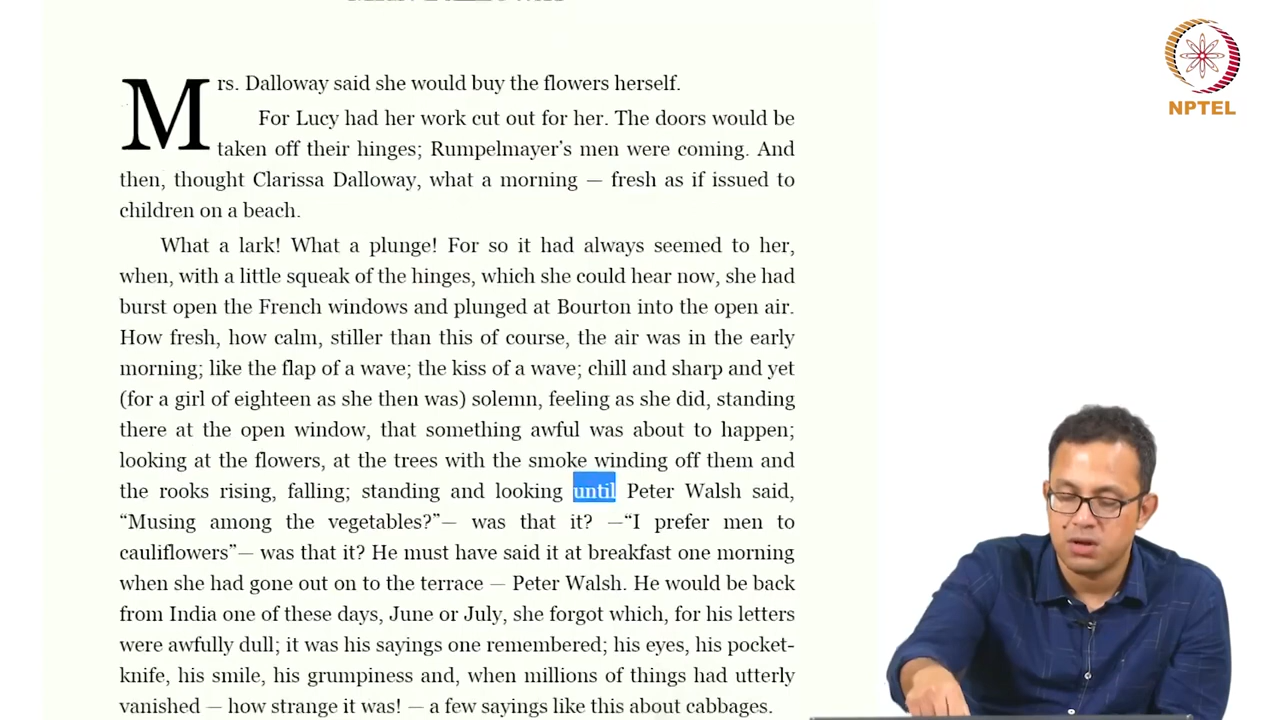 Mrs. Dalloway said she would buy the flowers herself.
For Lucy had her work cut out for her. The doors would be
taken off their hinges; Rumpelmayer's men were coming. And
then, thought Clarissa Dalloway, what a morning — fresh as if issued to
children on a beach.
What a lark! What a plunge! For so it had always seemed to her,
when, with a little squeak of the hinges, which she could hear now, she had
burst open the French windows and plunged at Bourton into the open air.
How fresh, how calm, stiller than this of course, the air was in the early
morning; like the flap of a wave; the kiss of a wave; chill and sharp and yet
(for a girl of eighteen as she then was) solemn, feeling as she did, standing
there at the open window, that something awful was about to happen;
looking at the flowers, at the trees with the smoke winding off them and
the rooks rising, falling; standing and looking until Peter Walsh said,
“Musing among the vegetables?”— was that it? —“I prefer men to
cauliflowers”— was that it? He must have said it at breakfast one morning
when she had gone out on to the terrace — Peter Walsh. He would be back
from India one of these days, June or July, she forgot which, for his letters
were awfully dull; it was his sayings one remembered; his eyes, his pocket-
knife, his smile, his grumpiness and, when millions of things had utterly
vanished — how strange it was! — a few sayings like this about cabbages.
NPTEL